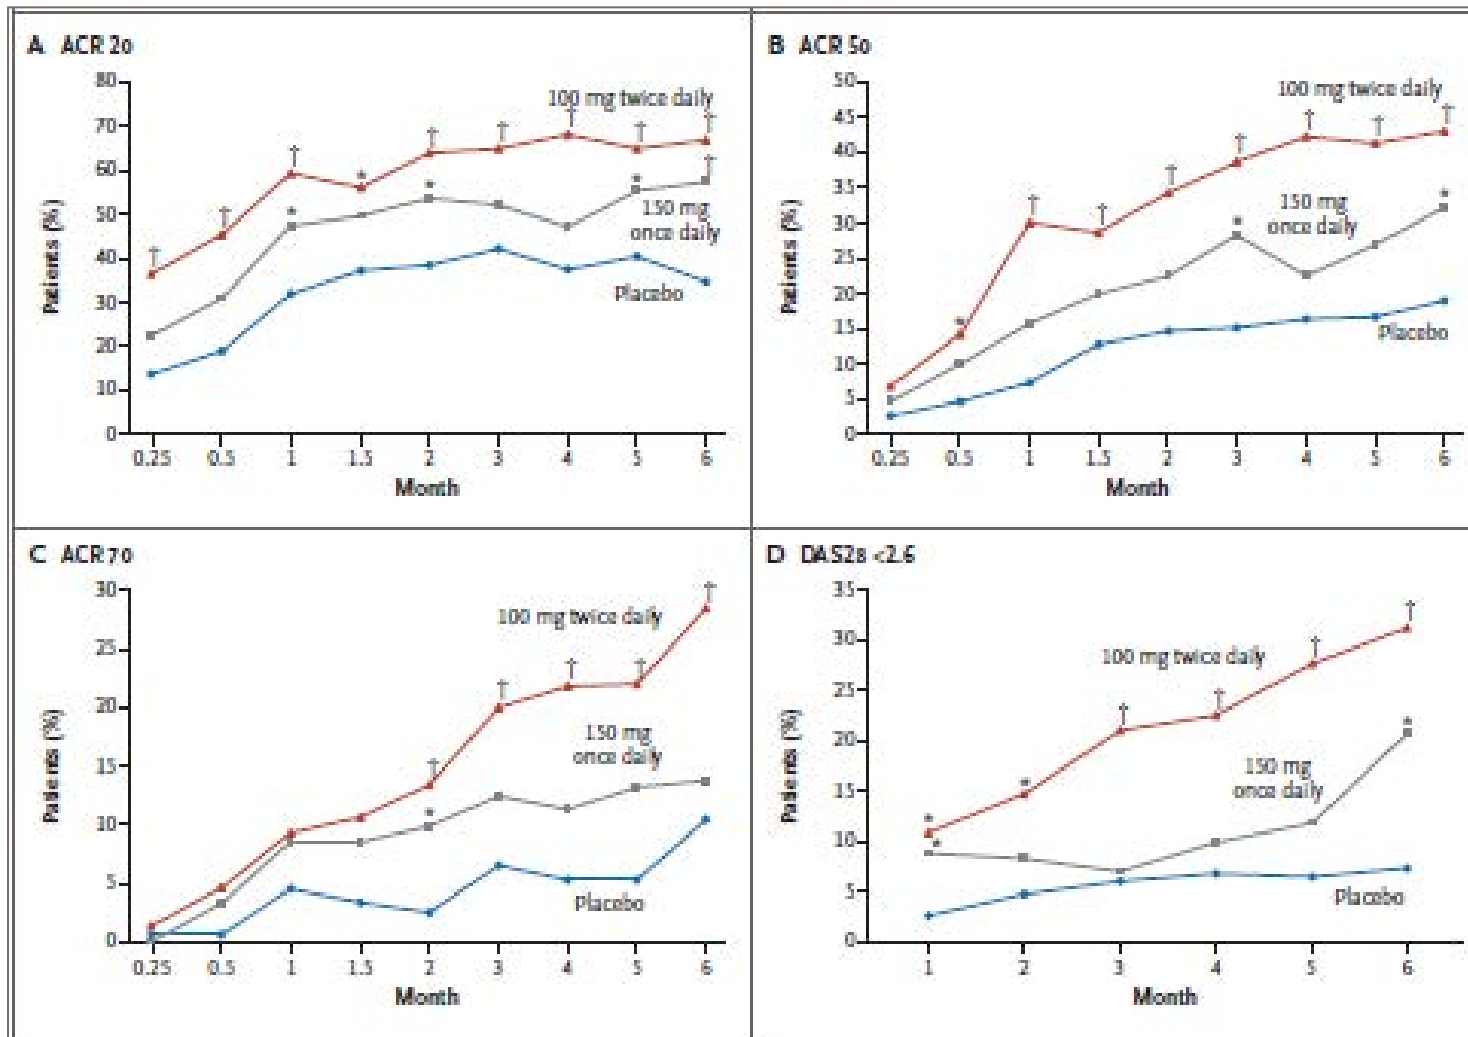 A ACR 20
80
70
60
50
40
30
20
10
0
Patients (%)
100 mg twice daily
†
†
†
*
†
†
†
†
†
*
*
*
†
150 mg
once daily
Placebo
0.25 0.5 1 1.5 2 3 4 5 6
Month
B ACR 50
50
45
40
35
30
25
20
15
10
5
0
Patients (%)
100 mg twice daily
*
†
†
†
†
†
†
†
*
*
150 mg
once daily
Placebo
0.25 0.5 1 1.5 2 3 4 5 6
Month
C ACR 70
30
25
20
15
10
5
0
Patients (%)
100 mg twice daily
†
†
†
†
†
*
150 mg
once daily
Placebo
0.25 0.5 1 1.5 2 3 4 5 6
Month
D DAS28 <2.6
35
30
25
20
15
10
5
0
Patients (%)
100 mg twice daily
*
*
†
†
†
†
*
*
150 mg
once daily
Placebo
1 2 3 4 5 6
Month